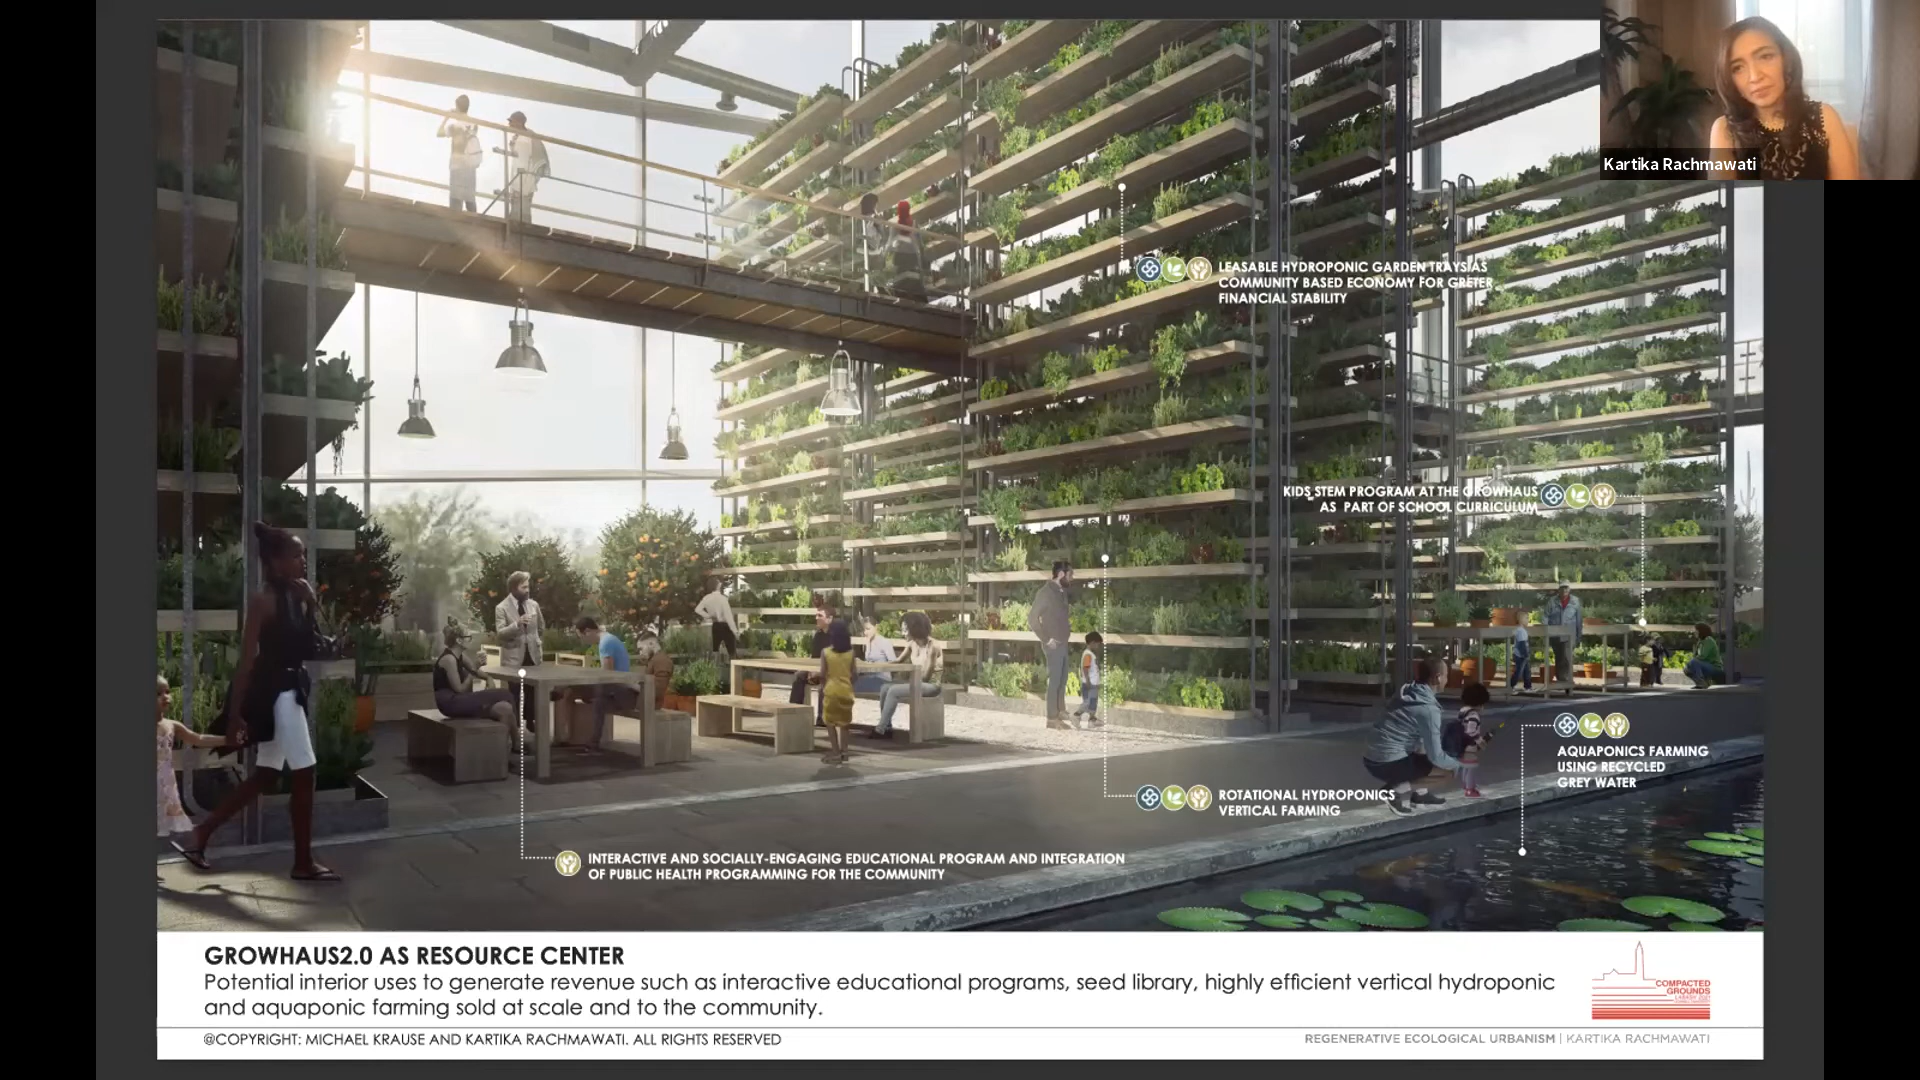 Kartika Rachmawati
LEASABLE HYDROPONIC GARDEN TRAYS AS
COMMUNITY BASED ECONOMY FOR GRETER
FINANCIAL STABILITY
KIDS STEM PROGRAM AT THE GROWHAUS
AS PART OF SCHOOL CURRICULUM
AQUAPONICS FARMING
USING RECYCLED
GREY WATER
ROTATIONAL HYDROPONICS
VERTICAL FARMING
INTERACTIVE AND SOCIALLY-ENGAGING EDUCATIONAL PROGRAM AND INTEGRATION
OF PUBLIC HEALTH PROGRAMMING FOR THE COMMUNITY
GROWHAUS2.0 AS RESOURCE CENTER
Potential interior uses to generate revenue such as interactive educational programs, seed library, highly efficient vertical hydroponic
and aquaponic farming sold at scale and to the community.
COMPACTED
GROUNDS
@COPYRIGHT: MICHAEL KRAUSE AND KARTIKA RACHMAWATI. ALL RIGHTS RESERVED
REGENERATIVE ECOLOGICAL URBANISM | KARTIKA RACHMAWATI